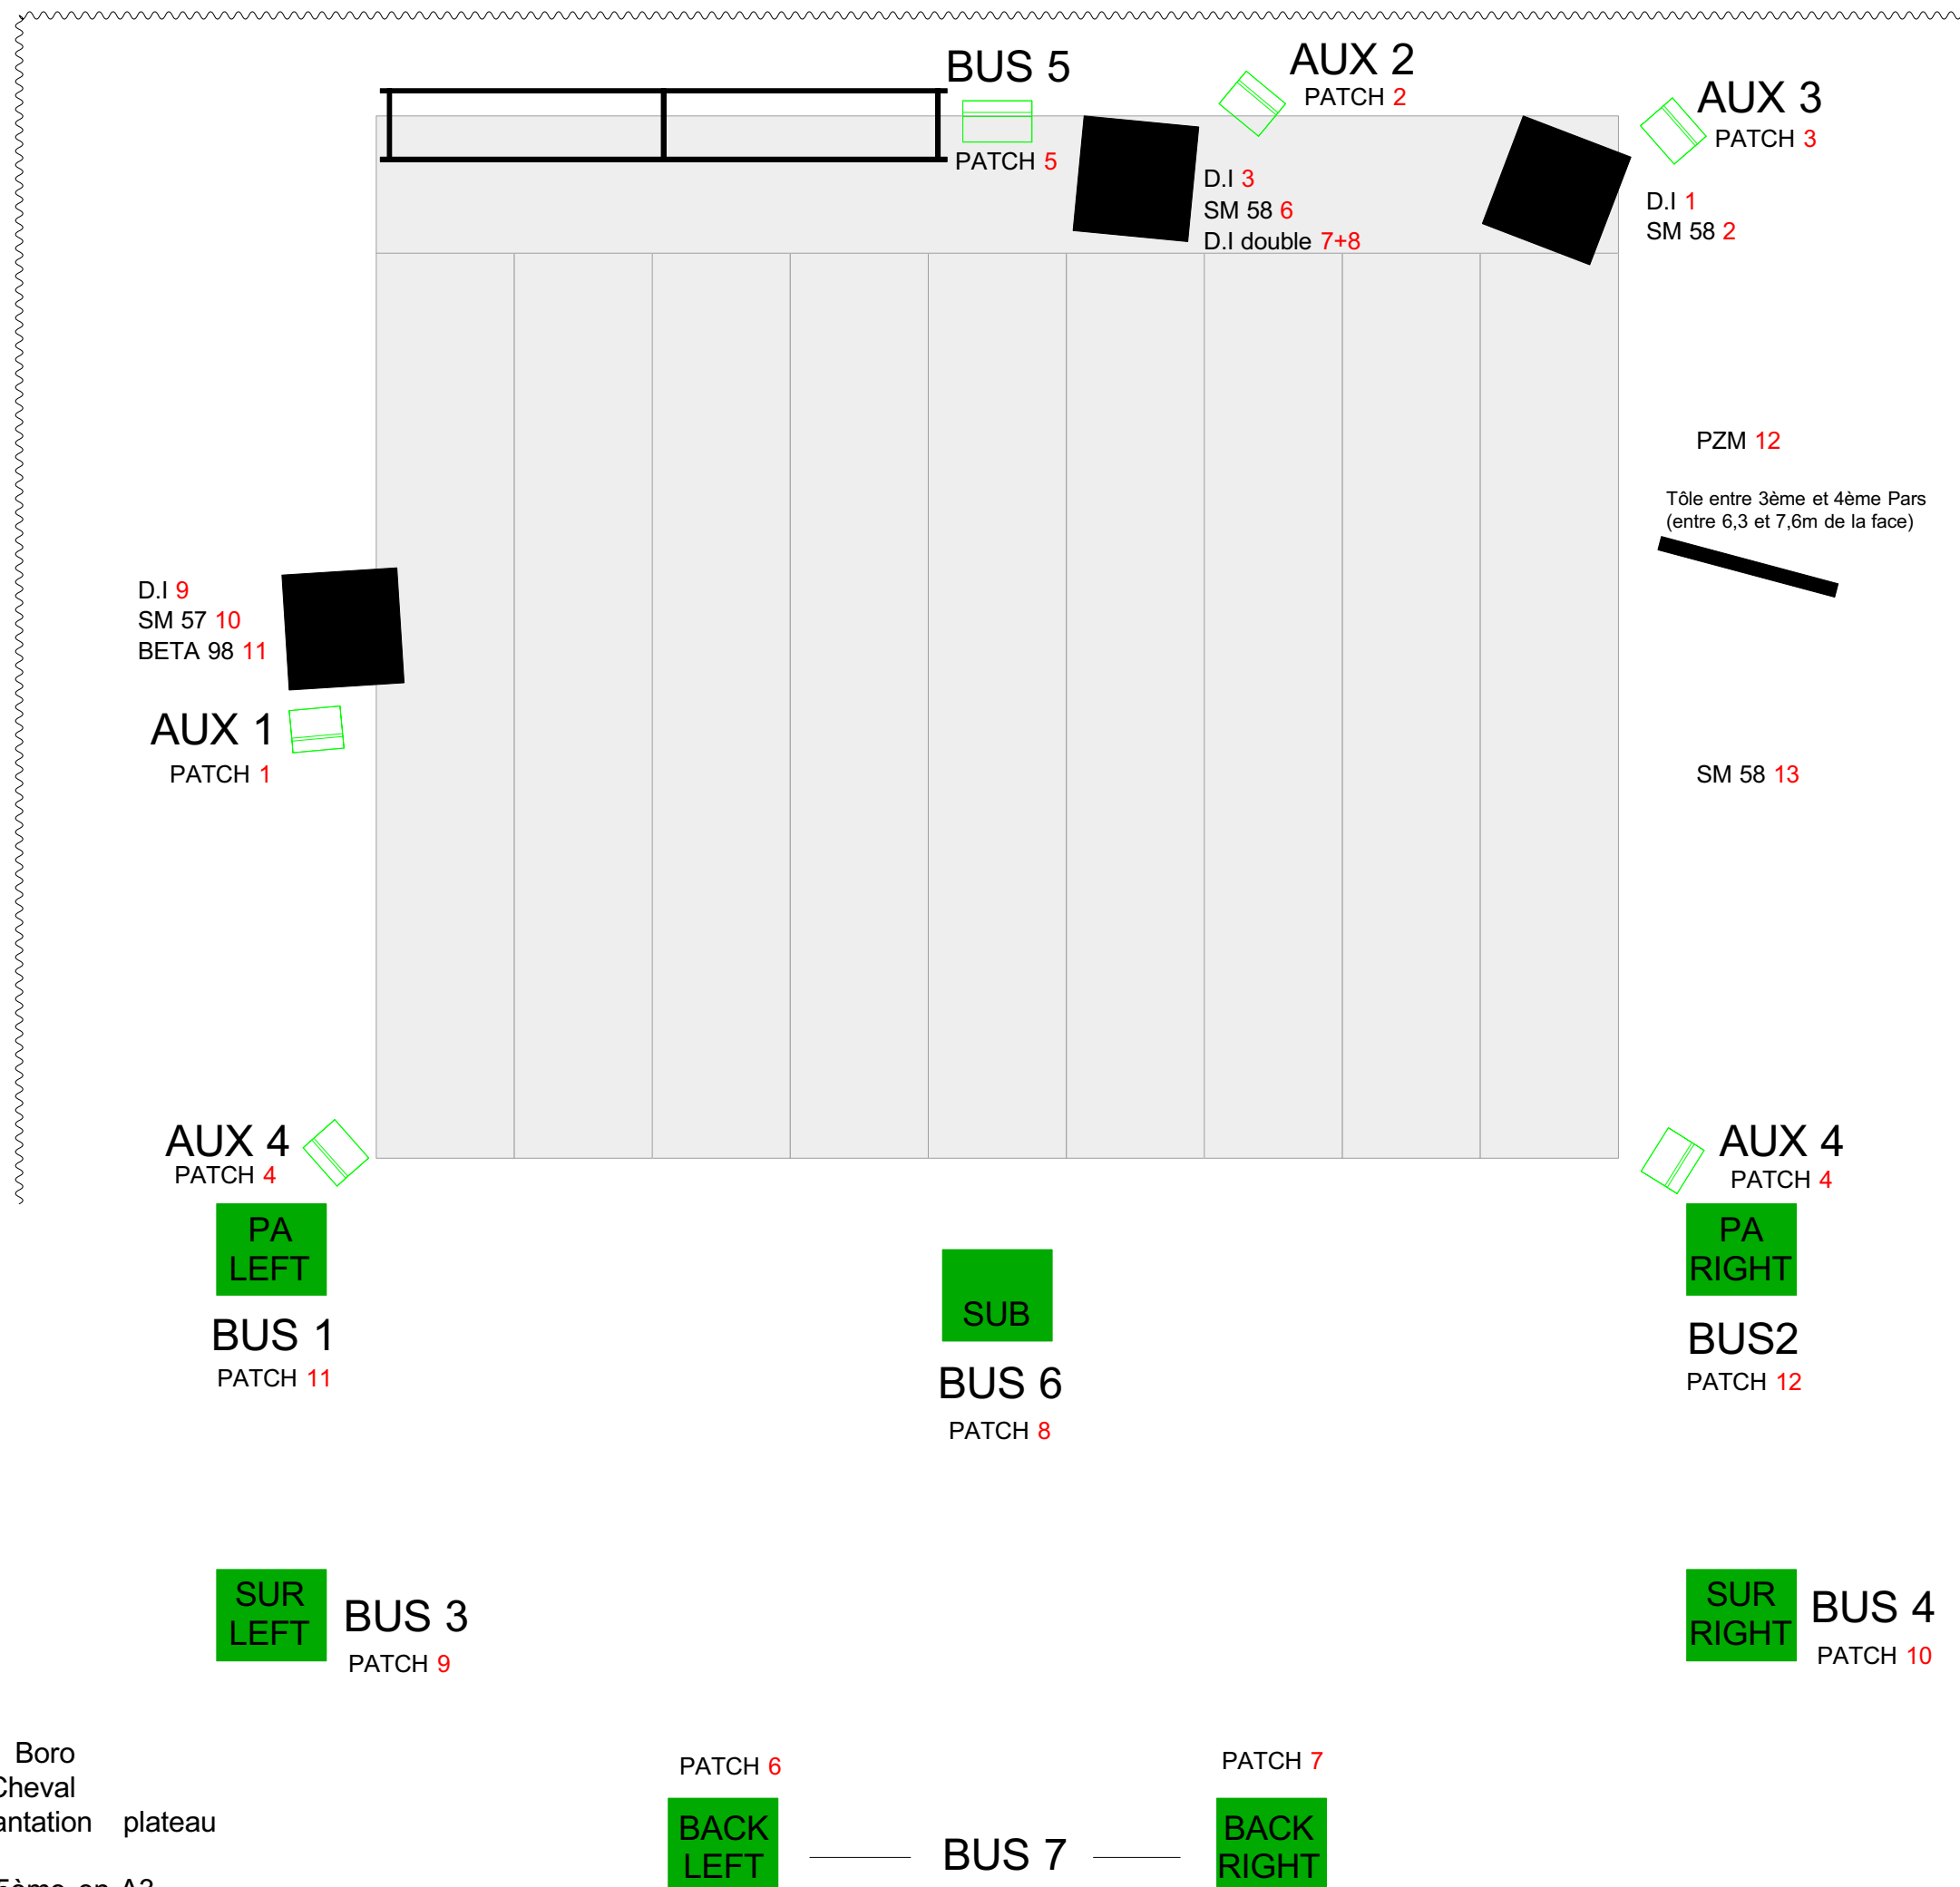 BUS 5
AUX 2
PATCH 2
AUX 3
PATCH 3
PATCH 5
D.I 3
SM 58 6
D.I double 7+8
D.I 1
SM 58 2
PZM 12
Tôle entre 3ème et 4ème Pars
(entre 6,3 et 7,6m de la face)
D.I 9
SM 57 10
BETA 98 11
AUX 1
PATCH 1
SM 58 13
AUX 4
PATCH 4
AUX 4
PATCH 4
PA
LEFT
BUS 1
PATCH 11
SUB
BUS 6
PATCH 8
PA
RIGHT
BUS2
PATCH 12
SUR
LEFT
BUS 3
PATCH 9
SUR
RIGHT
BUS 4
PATCH 10
Boro
Cheval
antation plateau
PATCH 6
BACK
LEFT
BUS 7
PATCH 7
BACK
RIGHT